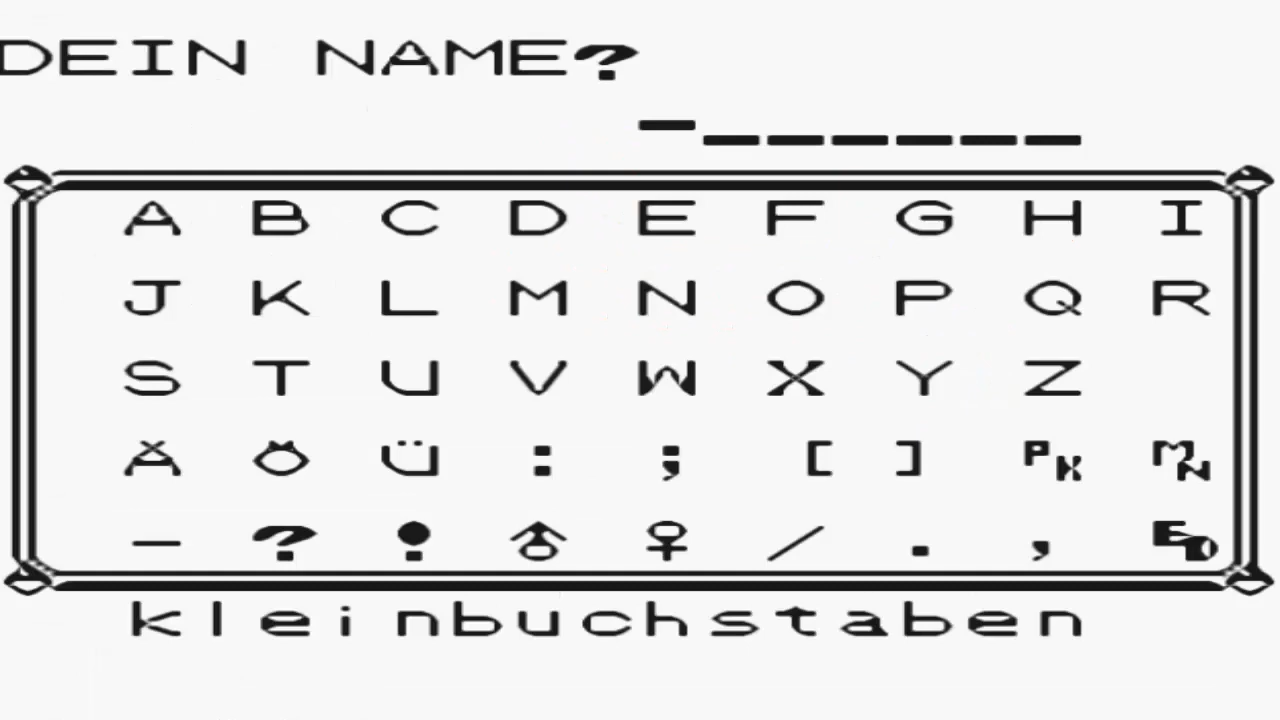 DEIN NAME?
A B C D E F G H I
J K L M N O P Q R
S T U V W X Y Z
Ä Ö Ü : ; [ ] PK MN
- ? ! ♂ ♀ / . , ED
kleinbuchstaben